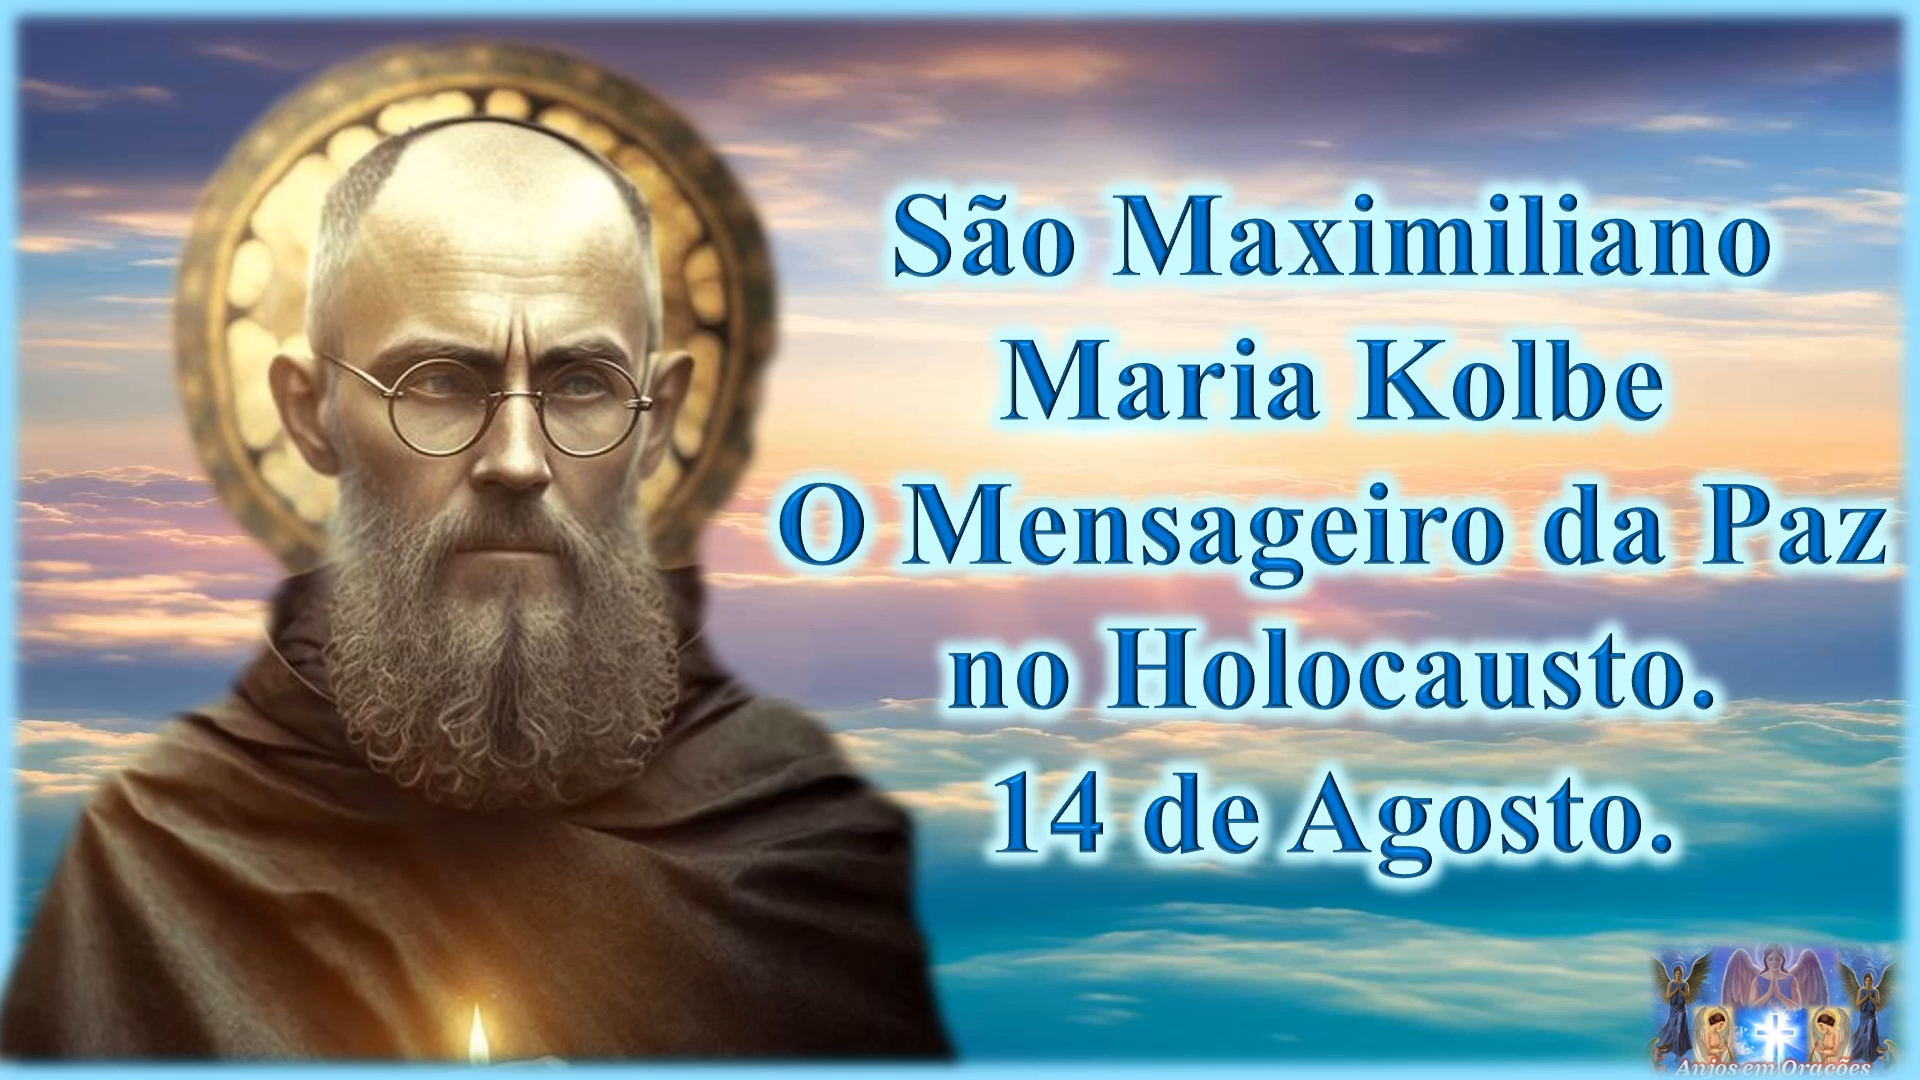 São Maximiliano
Maria Kolbe
O Mensageiro da Paz
no Holocausto.
14 de Agosto.
Anjos em Orações